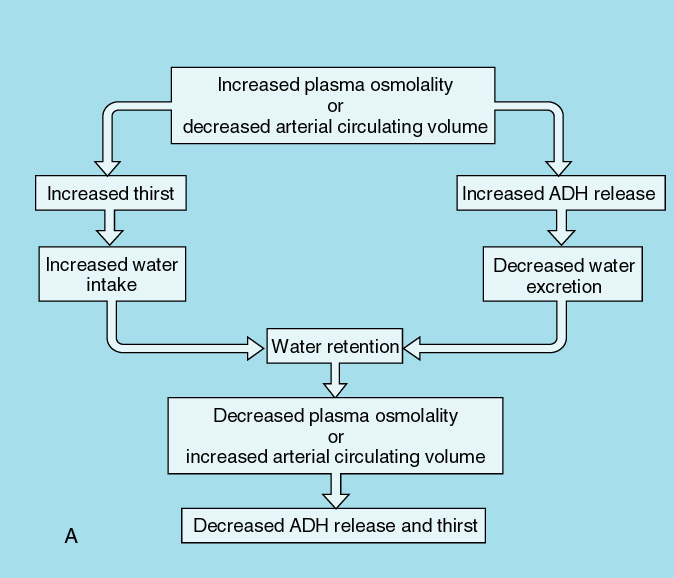 Increased plasma osmolality
or
decreased arterial circulating volume
Increased thirst
Increased ADH release
Increased water
intake
Decreased water
excretion
Water retention
Decreased plasma osmolality
or
increased arterial circulating volume
Decreased ADH release and thirst
A